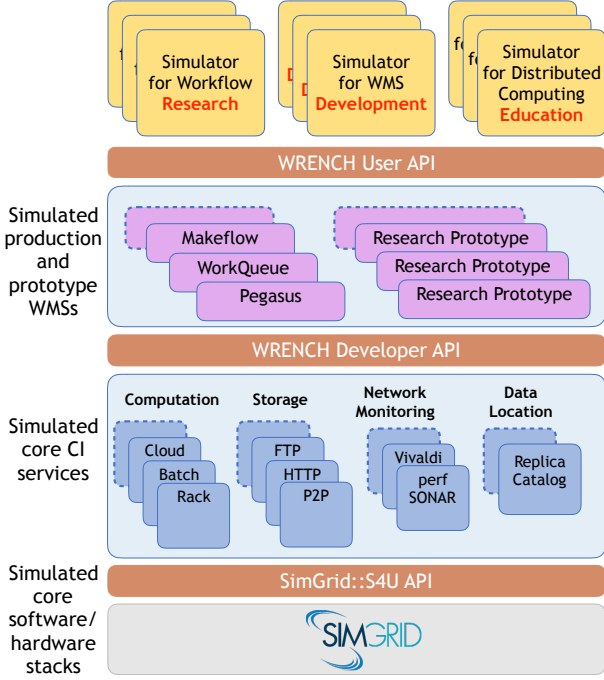 Simulator
for Workflow
Research
Simulator
for WMS
Development
Simulator
for Distributed
Computing
Education
WRENCH User API
Simulated
production
and
prototype
WMSs
Makeflow
WorkQueue
Pegasus
Research Prototype
Research Prototype
Research Prototype
WRENCH Developer API
Simulated
core CI
services
Computation
Cloud
Batch
Rack
Storage
FTP
HTTP
P2P
Network
Monitoring
Vivaldi
perf
SONAR
Data
Location
Replica
Catalog
Simulated
core
software/
hardware
stacks
SimGrid::S4U API
SIMGRID